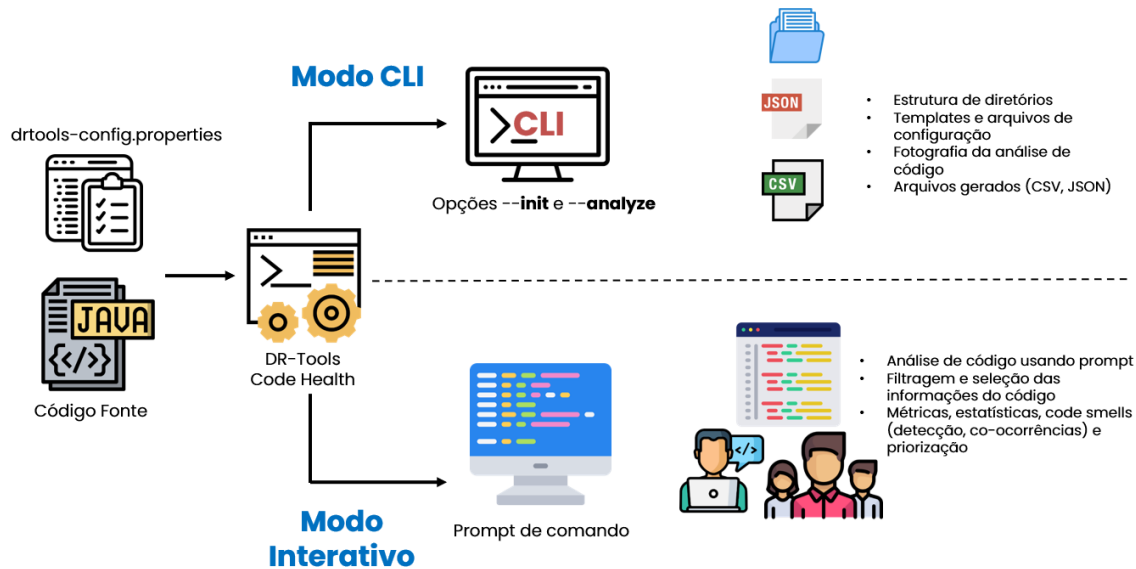 Modo CLI
drtools-config.properties
>CLI
Opções --init e --analyze
JSON
CSV
• Estrutura de diretórios
• Templates e arquivos de
configuração
• Fotografia da análise de
código
• Arquivos gerados (CSV, JSON)
JAVA
{</>}
Código Fonte
DR-Tools
Code Health
Modo
Interativo
Prompt de comando
</>
• Análise de código usando prompt
• Filtragem e seleção das
informações do código
• Métricas, estatísticas, code smells
(detecção, co-ocorrências) e
priorização